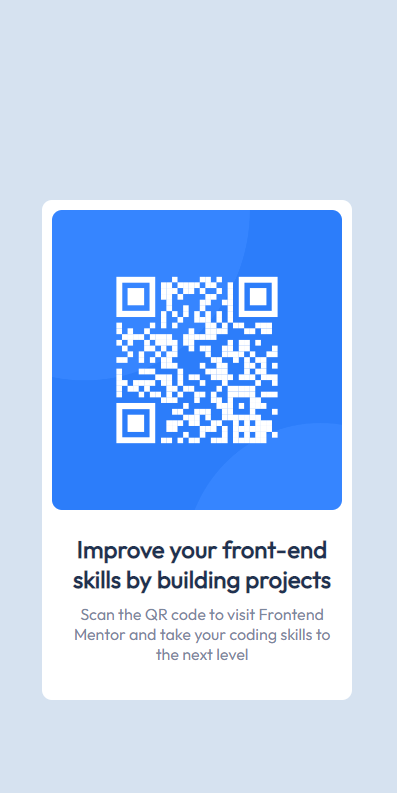 Improve your front-end
skills by building projects
Scan the QR code to visit Frontend
Mentor and take your coding skills to
the next level